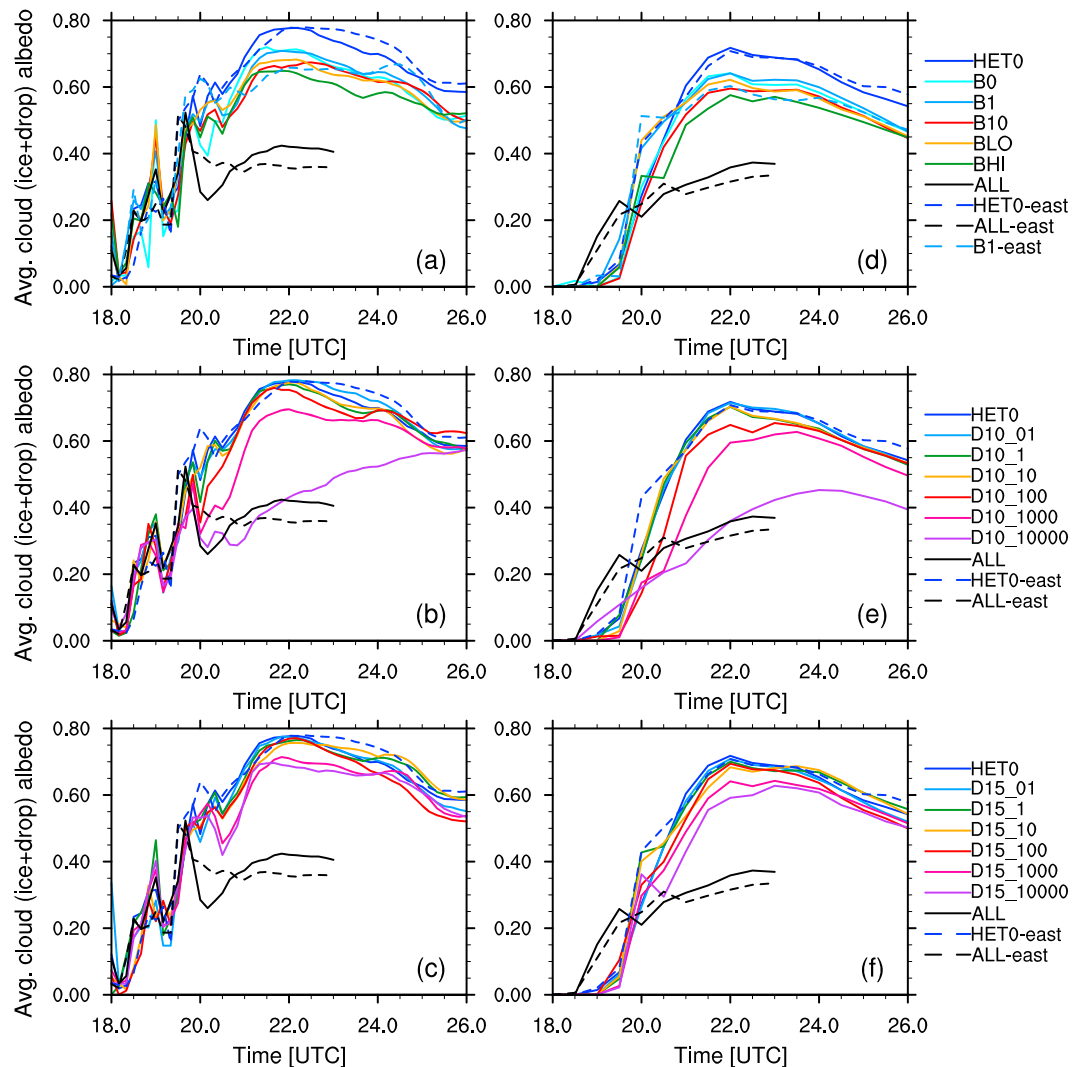 Avg. cloud (ice+drop) albedo
0.80
0.60
0.40
0.20
0.00
18.0
20.0
22.0
24.0
26.0
Time [UTC]
(a)
0.80
0.60
0.40
0.20
0.00
18.0
20.0
22.0
24.0
26.0
Time [UTC]
(d)
HET0
B0
B1
B10
BLO
BHI
ALL
HET0-east
ALL-east
B1-east
Avg. cloud (ice+drop) albedo
0.80
0.60
0.40
0.20
0.00
18.0
20.0
22.0
24.0
26.0
Time [UTC]
(b)
0.80
0.60
0.40
0.20
0.00
18.0
20.0
22.0
24.0
26.0
Time [UTC]
(e)
HET0
D10_01
D10_1
D10_10
D10_100
D10_1000
D10_10000
ALL
HET0-east
ALL-east
Avg. cloud (ice+drop) albedo
0.80
0.60
0.40
0.20
0.00
18.0
20.0
22.0
24.0
26.0
Time [UTC]
(c)
0.80
0.60
0.40
0.20
0.00
18.0
20.0
22.0
24.0
26.0
Time [UTC]
(f)
HET0
D15_01
D15_1
D15_10
D15_100
D15_1000
D15_10000
ALL
HET0-east
ALL-east